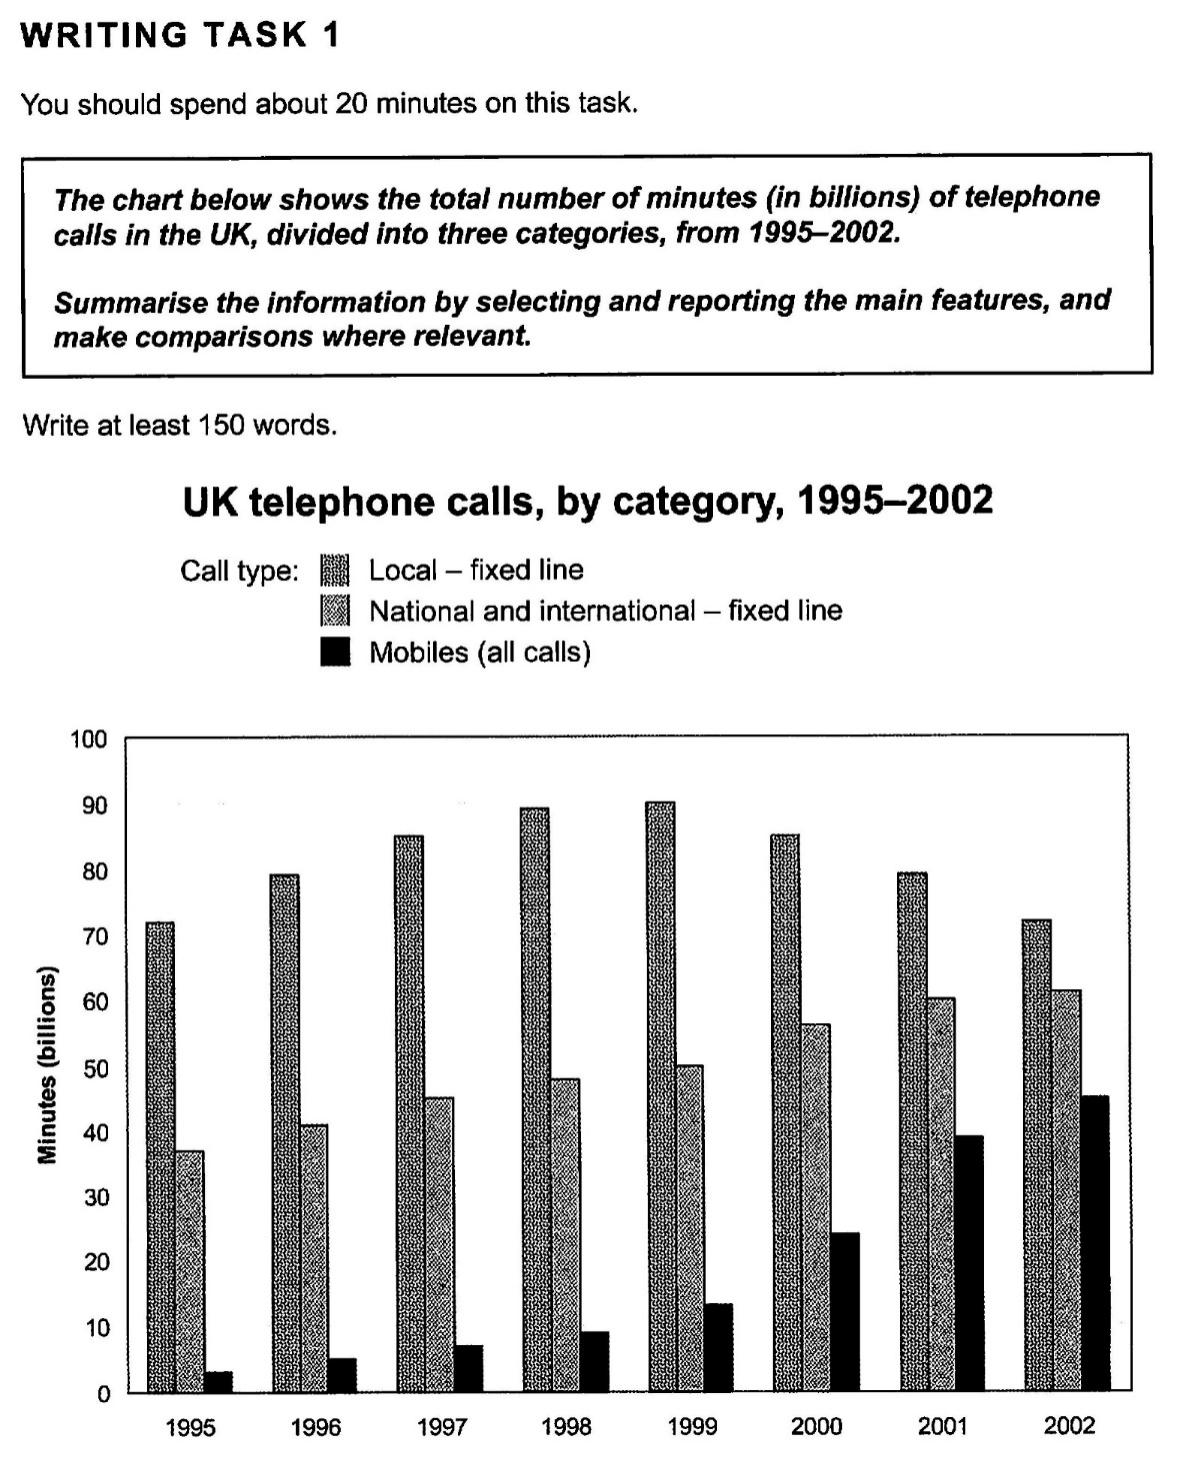 WRITING TASK 1
You should spend about 20 minutes on this task.
The chart below shows the total number of minutes (in billions) of telephone
calls in the UK, divided into three categories, from 1995–2002.
Summarise the information by selecting and reporting the main features, and
make comparisons where relevant.
Write at least 150 words.
UK telephone calls, by category, 1995–2002
Call type:  Local – fixed line
National and international – fixed line
Mobiles (all calls)
Minutes (billions)
100
90
80
70
60
50
40
30
20
10
0
1995 1996 1997 1998 1999 2000 2001 2002